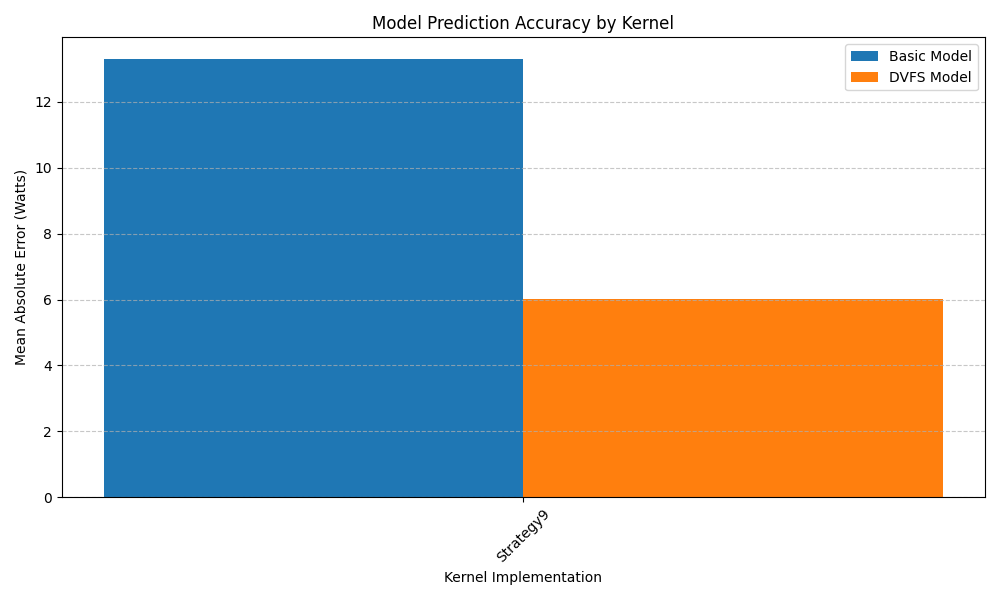 Model Prediction Accuracy by Kernel
Basic Model
DVFS Model
Mean Absolute Error (Watts)
12
10
8
6
4
2
0
Strategy9
Kernel Implementation